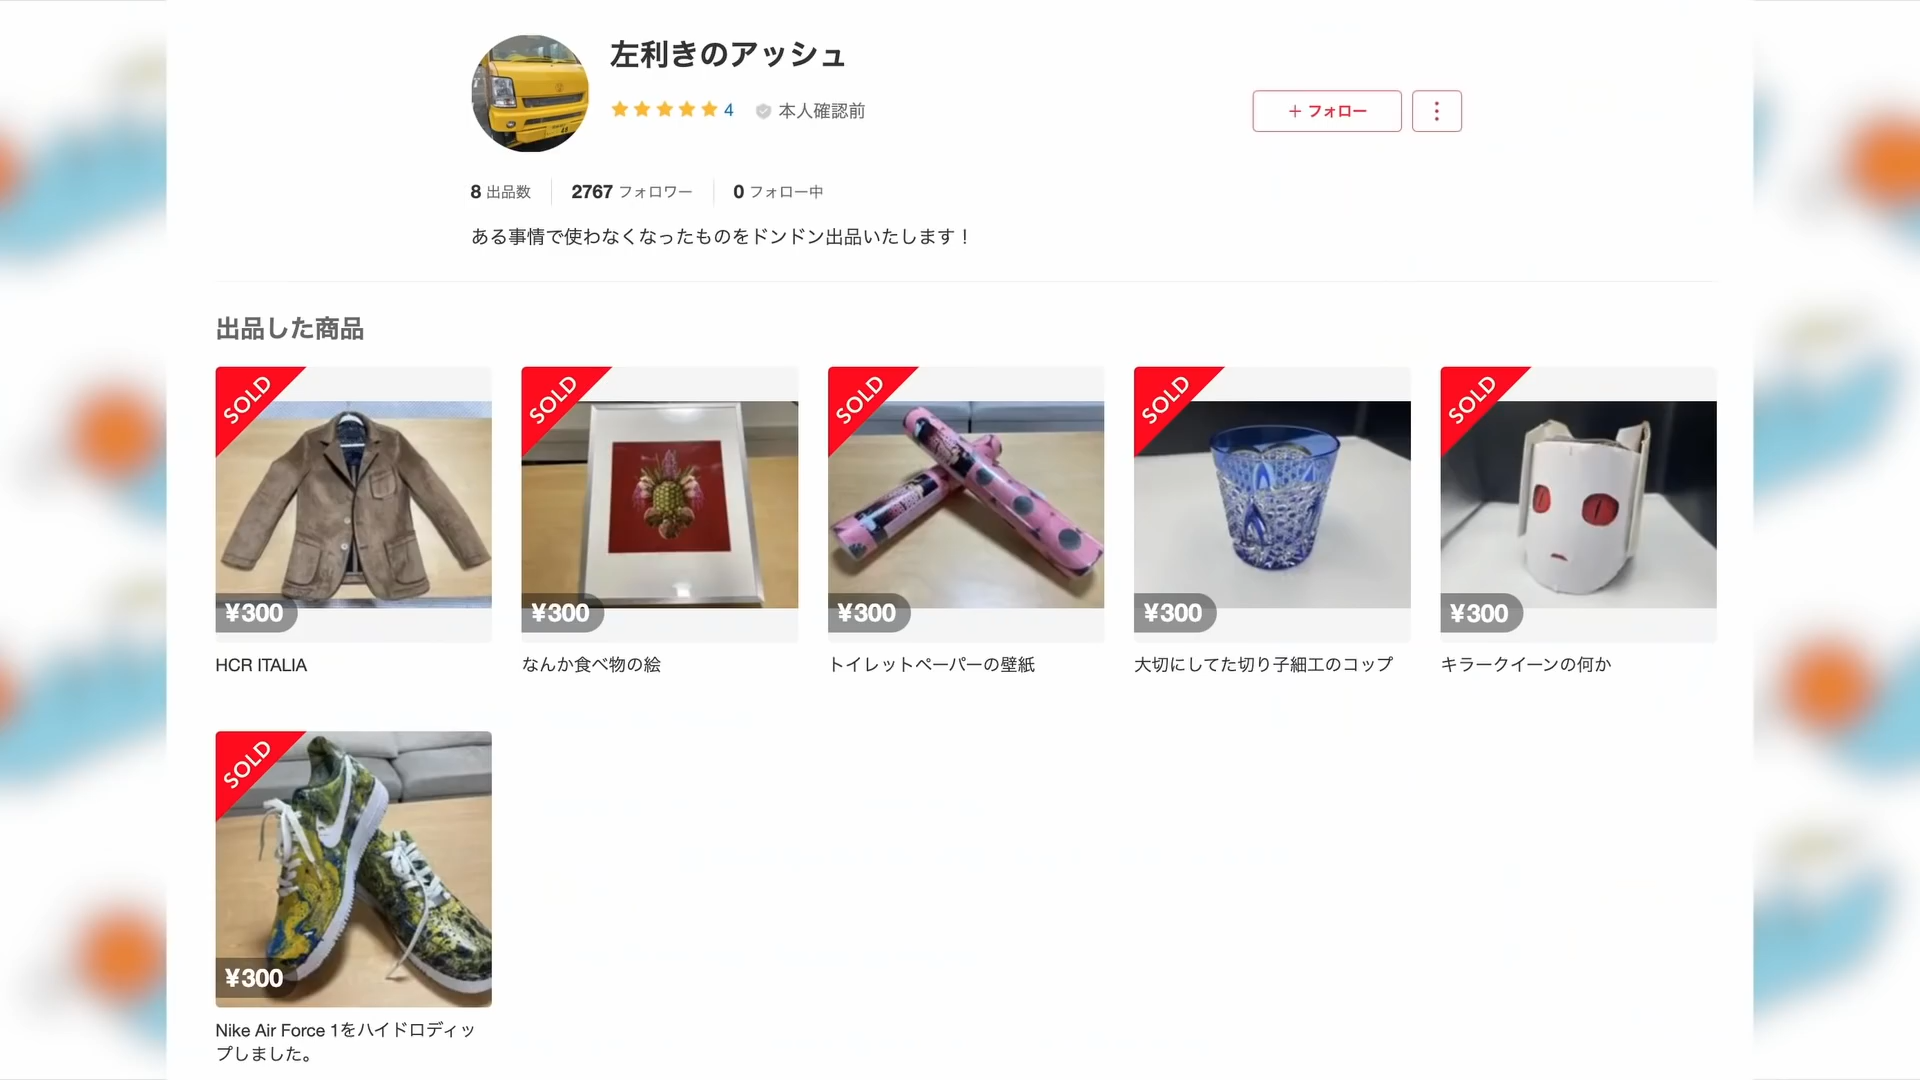 左利きのアッシュ
4 本人確認前
+ フォロー
8 出品数 2767 フォロワー 0 フォロー中
ある事情で使わなくなったものをドンドン出品いたします！
出品した商品
SOLD SOLD SOLD SOLD SOLD
¥300 ¥300 ¥300 ¥300 ¥300
HCR ITALIA
なんか食べ物の絵
トイレットペーパーの壁紙
大切にしてた切り子細工のコップ
キラークイーンの何か
SOLD
¥300
Nike Air Force 1をハイドロディッ
プしました。